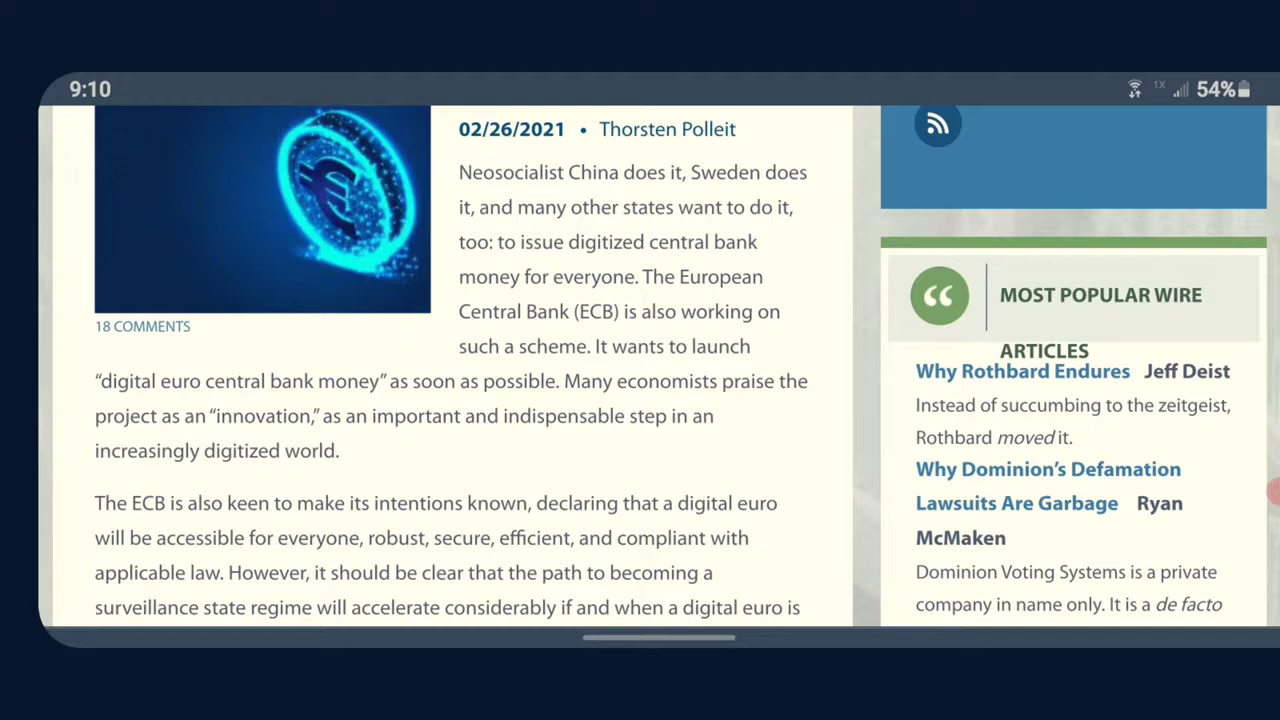 9:10
1X
54%
02/26/2021 • Thorsten Polleit
Neosocialist China does it, Sweden does
it, and many other states want to do it,
too: to issue digitized central bank
money for everyone. The European
Central Bank (ECB) is also working on
such a scheme. It wants to launch
18 COMMENTS
“digital euro central bank money” as soon as possible. Many economists praise the
project as an “innovation,” as an important and indispensable step in an
increasingly digitized world.
The ECB is also keen to make its intentions known, declaring that a digital euro
will be accessible for everyone, robust, secure, efficient, and compliant with
applicable law. However, it should be clear that the path to becoming a
surveillance state regime will accelerate considerably if and when a digital euro is
MOST POPULAR WIRE
ARTICLES
Why Rothbard Endures Jeff Deist
Instead of succumbing to the zeitgeist,
Rothbard moved it.
Why Dominion’s Defamation
Lawsuits Are Garbage Ryan
McMaken
Dominion Voting Systems is a private
company in name only. It is a de facto